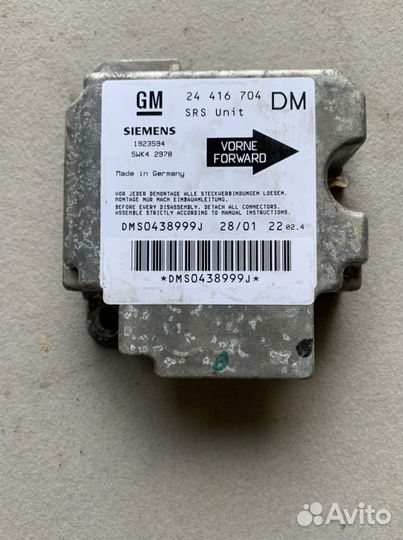 GM 24 416 704 DM
SRS Unit
SIEMENS
1923594
5WK4 2978
VORNE
FORWARD
Made in Germany
VOR JEDER DEMONTAGE ALLE STECKVERBINDUNGEN LOESEN.
MONTAGE NUR NACH EINBAUANLEITUNG.
BEFORE EVERY DISASSEMBLY. DETACH ALL CONNECTORS.
ASSEMBLE STRICTLY ACCORDING TO MANUAL INSTRUCTIONS.
DMS0438999J 28/01 22 02.4
*DMS0438999J*
Avito